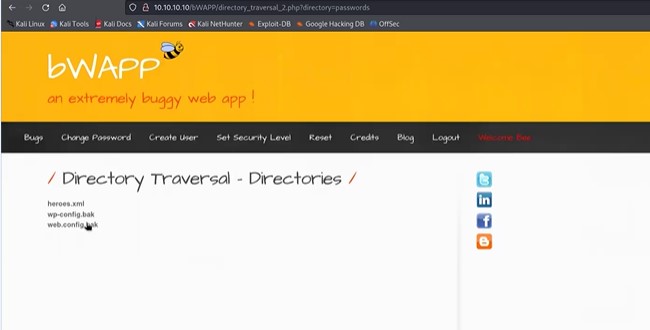 10.10.10.10/bWAPP/directory_traversal_2.php?directory=passwords
Kali Linux Kali Tools Kali Docs Kali Forums Kali NetHunter Exploit-DB Google Hacking DB OffSec
bWAPP
an extremely buggy web app !
Bugs Change Password Create User Set Security Level Reset Credits Blog Logout Welcome Bee
/ Directory Traversal - Directories /
heroes.xml
wp-config.bak
web.config.bak